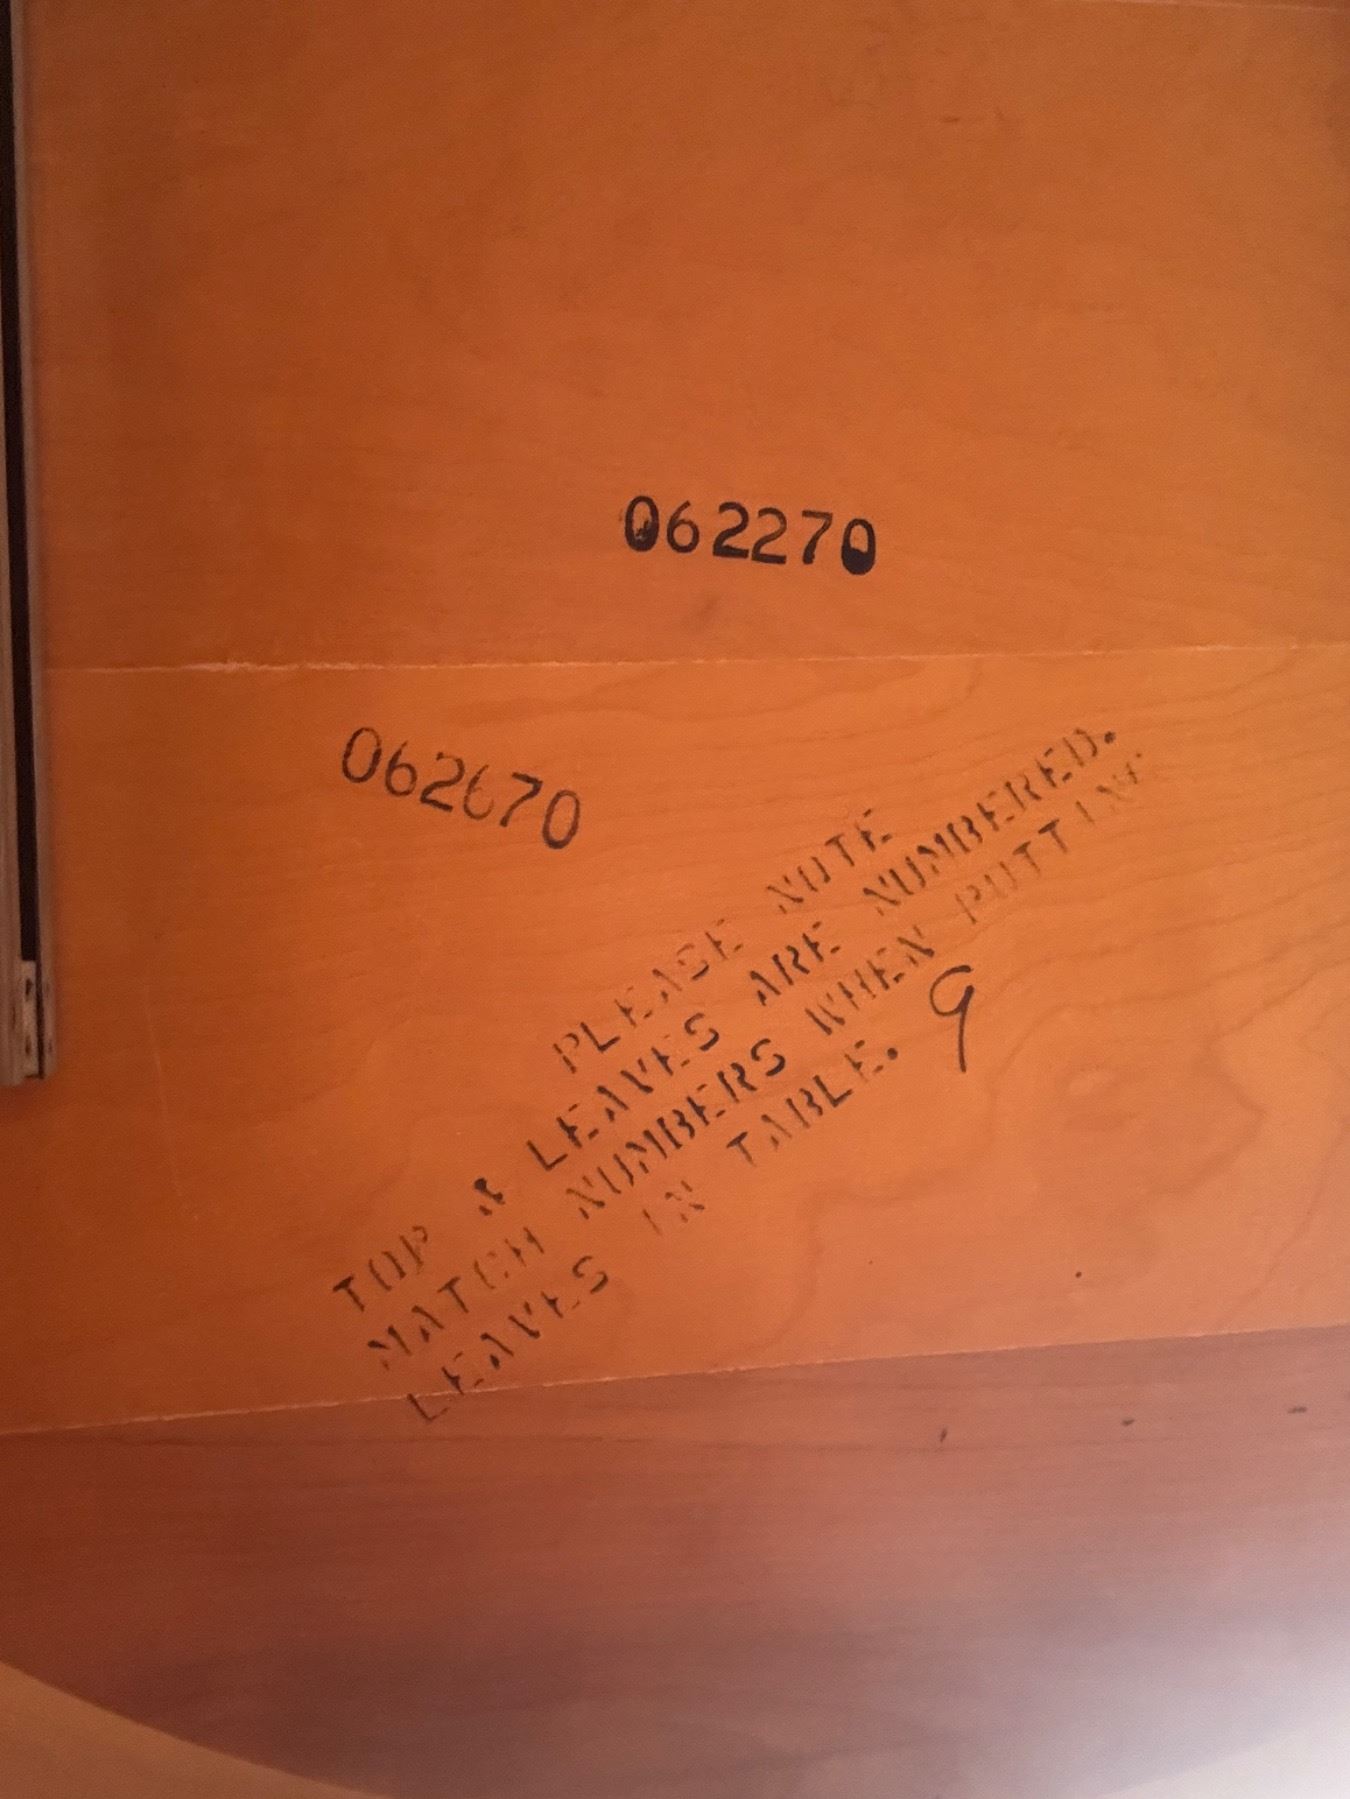 062270
062670
PLEASE NOTE
TOP & LEAVES ARE NUMBERED.
MATCH NUMBERS WHEN PUTTING
LEAVES IN TABLE. 9